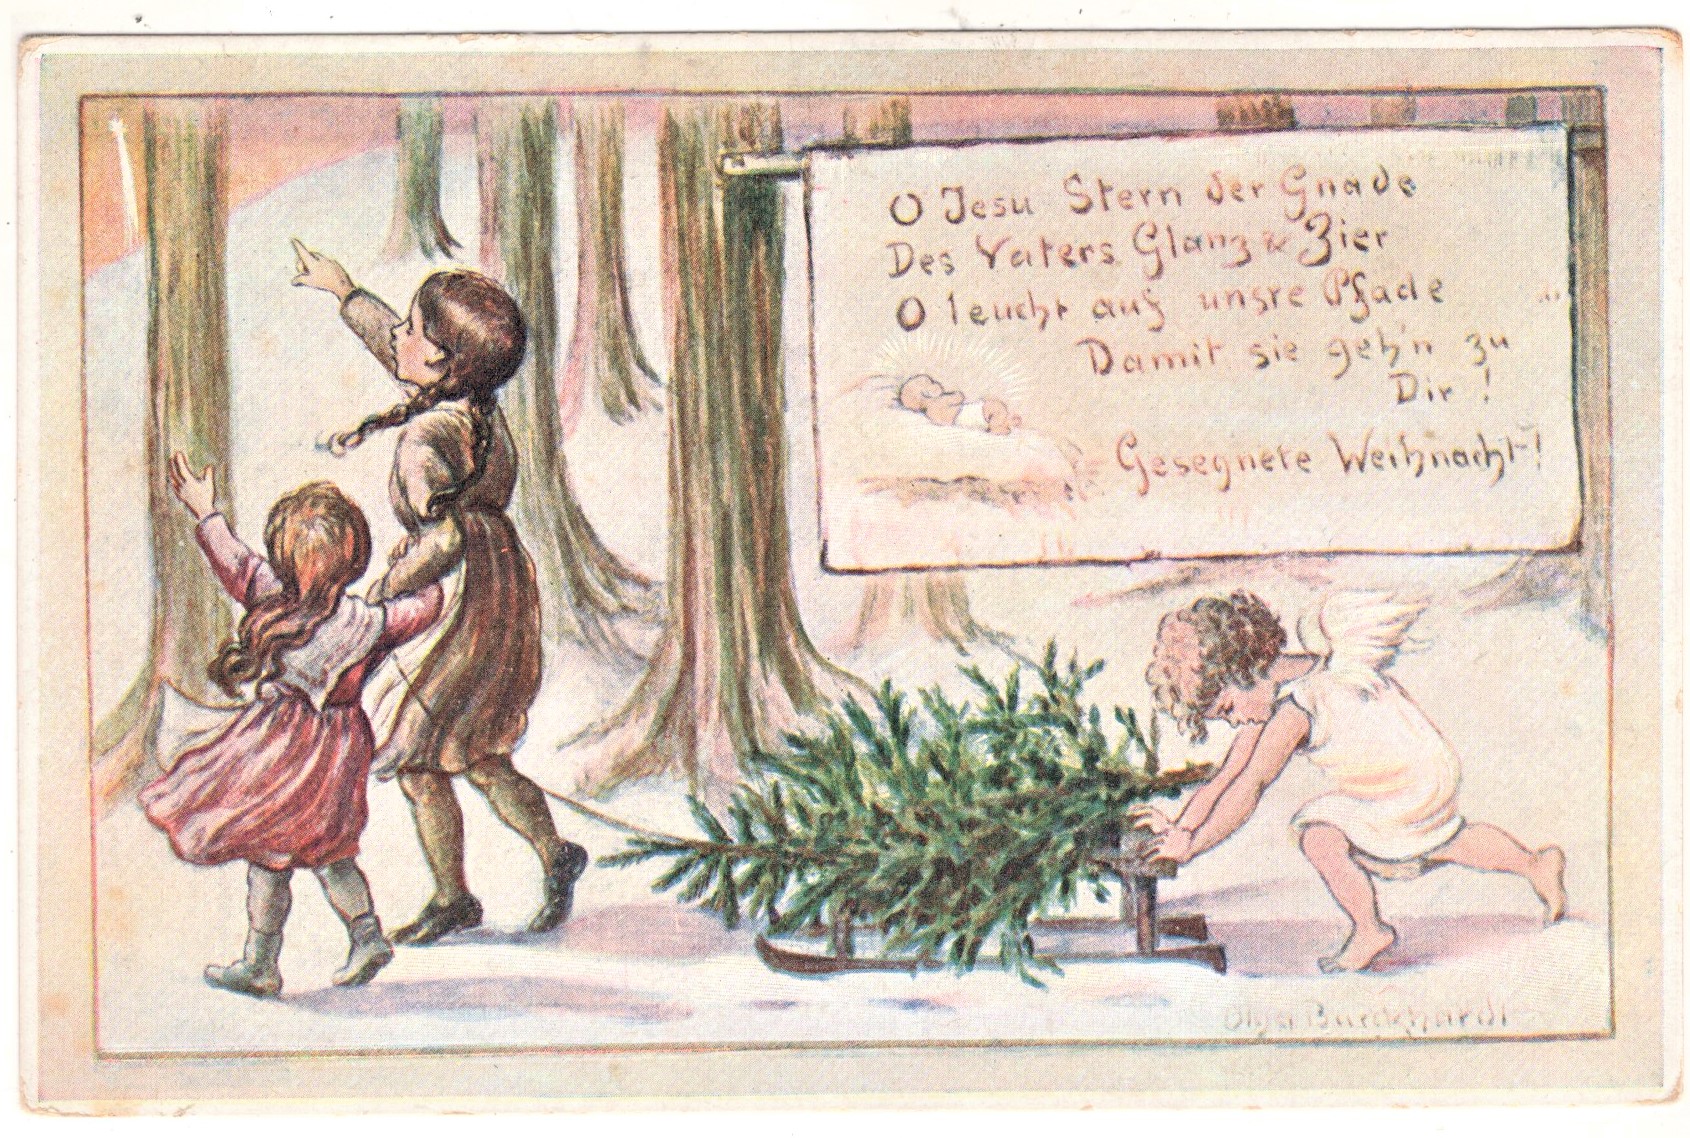 O Jesu Stern der Gnade
Des Vaters Glanz & Zier
O leucht auf unsre Pfade
Damit sie geh'n zu
Dir!
Gesegnete Weihnacht!
Olga Burckhardt